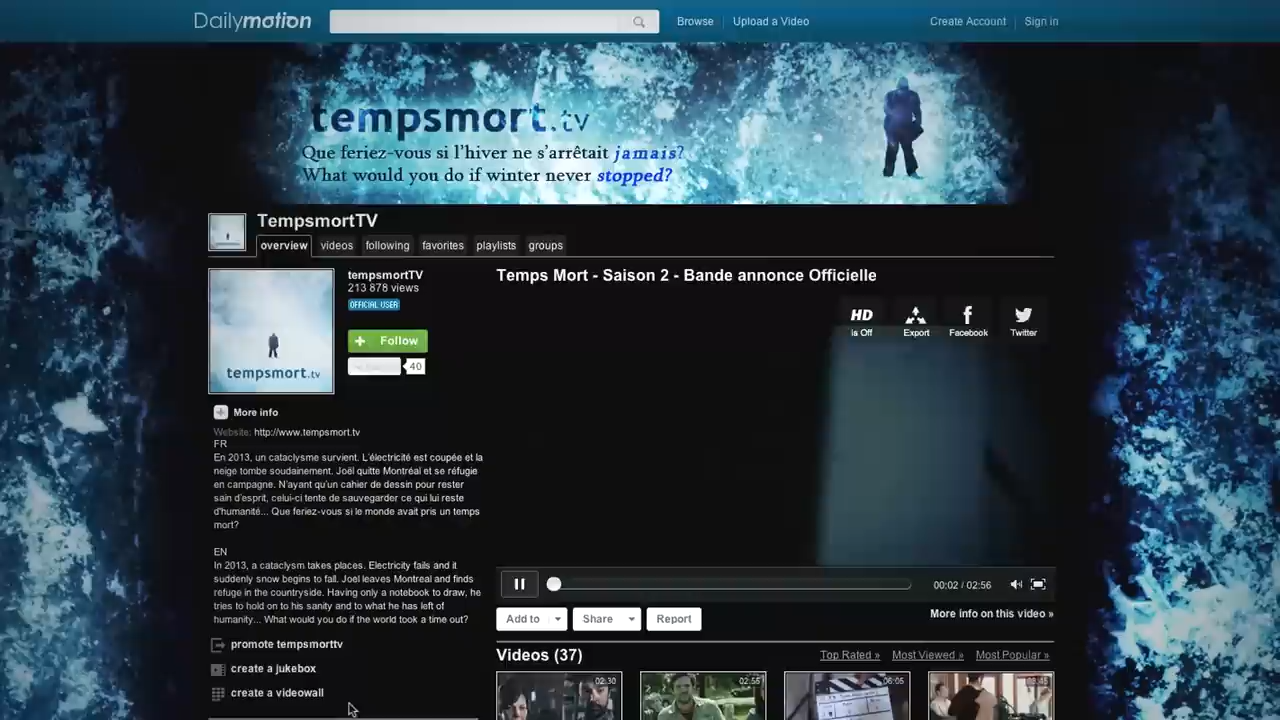 Dailymotion
Browse
Upload a Video
Create Account
Sign in
tempsmort.tv
Que feriez-vous si l'hiver ne s'arrêtait jamais?
What would you do if winter never stopped?
TempsmortTV
overview
videos
following
favorites
playlists
groups
tempsmortTV
213 878 views
OFFICIAL USER
Follow
40
tempsmort.tv
More info
Website: http://www.tempsmort.tv
FR
En 2013, un cataclysme survient. L'électricité est coupée et la
neige tombe soudainement. Joël quitte Montréal et se réfugie
en campagne. N'ayant qu'un cahier de dessin pour rester
sain d'esprit, celui-ci tente de sauvegarder ce qui lui reste
d'humanité... Que feriez-vous si le monde avait pris un temps
mort?
EN
In 2013, a cataclysm takes places. Electricity fails and it
suddenly snow begins to fall. Joel leaves Montreal and finds
refuge in the countryside. Having only a notebook to draw, he
tries to hold on to his sanity and to what he has left of
humanity... What would you do if the world took a time out?
promote tempsmorttv
create a jukebox
create a videowall
Temps Mort - Saison 2 - Bande annonce Officielle
HD
is Off
Export
Facebook
Twitter
00:02 / 02:56
Add to
Share
Report
More info on this video »
Videos (37)
Top Rated »
Most Viewed »
Most Popular »
02:30
02:55
06:05